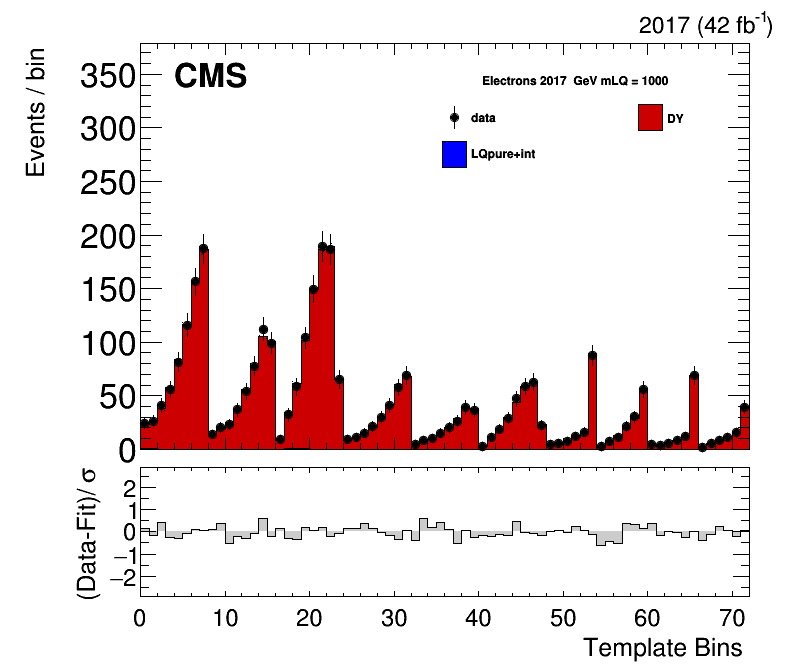 2017 (42 fb-1)
CMS
Electrons 2017 GeV mLQ = 1000
data
DY
LQpure+int
Events / bin
350
300
250
200
150
100
50
0
(Data-Fit)/ σ
2
1
0
−1
−2
0 10 20 30 40 50 60 70
Template Bins